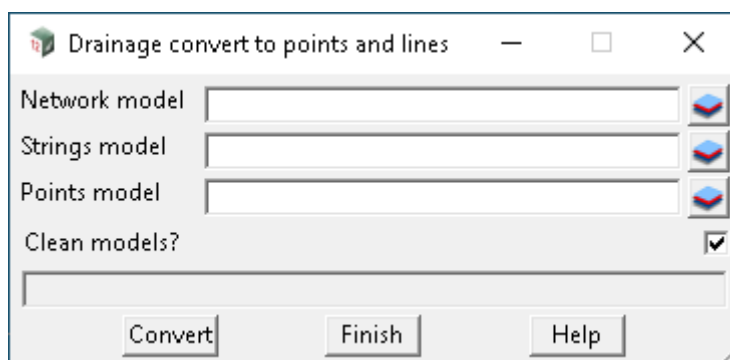 Drainage convert to points and lines
Network model
Strings model
Points model
Clean models?
Convert Finish Help